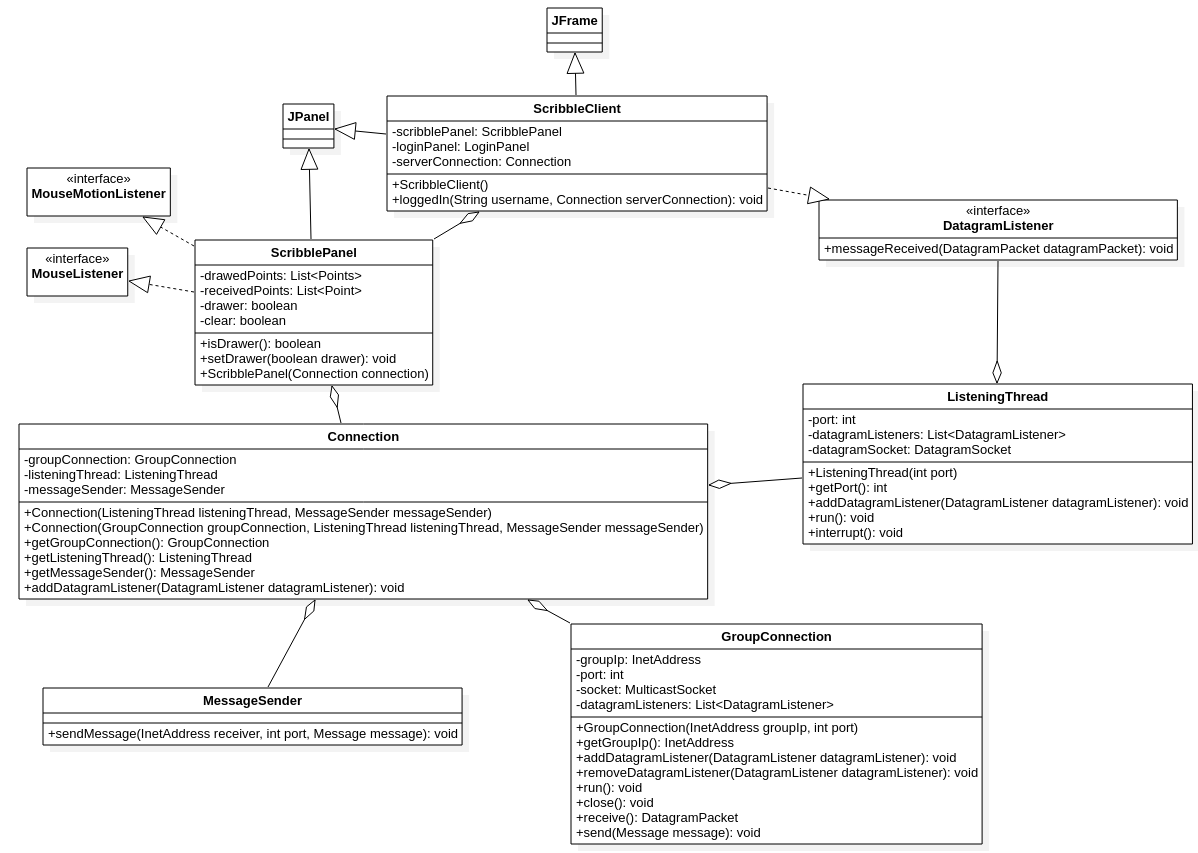 JFrame
JPanel
ScribbleClient
-scribblePanel: ScribblePanel
-loginPanel: LoginPanel
-serverConnection: Connection
+ScribbleClient()
+loggedIn(String username, Connection serverConnection): void
«interface»
MouseMotionListener
«interface»
MouseListener
«interface»
DatagramListener
+messageReceived(DatagramPacket datagramPacket): void
ScribblePanel
-drawedPoints: List<Points>
-receivedPoints: List<Point>
-drawer: boolean
-clear: boolean
+isDrawer(): boolean
+setDrawer(boolean drawer): void
+ScribblePanel(Connection connection)
ListeningThread
-port: int
-datagramListeners: List<DatagramListener>
-datagramSocket: DatagramSocket
+ListeningThread(int port)
+getPort(): int
+addDatagramListener(DatagramListener datagramListener): void
+run(): void
+interrupt(): void
Connection
-groupConnection: GroupConnection
-listeningThread: ListeningThread
-messageSender: MessageSender
+Connection(ListeningThread listeningThread, MessageSender messageSender)
+Connection(GroupConnection groupConnection, ListeningThread listeningThread, MessageSender messageSender)
+getGroupConnection(): GroupConnection
+getListeningThread(): ListeningThread
+getMessageSender(): MessageSender
+addDatagramListener(DatagramListener datagramListener): void
MessageSender
+sendMessage(InetAddress receiver, int port, Message message): void
GroupConnection
-groupIp: InetAddress
-port: int
-socket: MulticastSocket
-datagramListeners: List<DatagramListener>
+GroupConnection(InetAddress groupIp, int port)
+getGroupIp(): InetAddress
+addDatagramListener(DatagramListener datagramListener): void
+removeDatagramListener(DatagramListener datagramListener): void
+run(): void
+close(): void
+receive(): DatagramPacket
+send(Message message): void